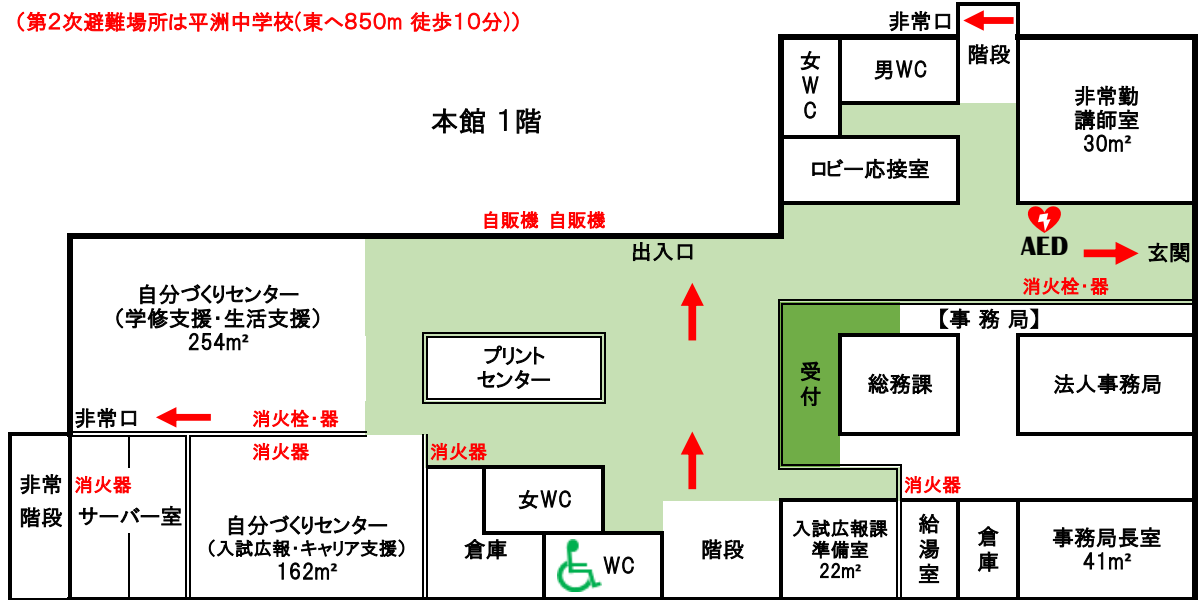 (第2次避難場所は平洲中学校(東へ850m 徒歩10分))
非常口
階段
女WC
男WC
非常勤
講師室
30m²
本館 1階
ロビー応接室
自販機 自販機
出入口
AED
玄関
消火栓・器
自分づくりセンター
(学修支援・生活支援)
254m²
【事務局】
プリント
センター
受付
総務課
法人事務局
非常口
消火栓・器
消火器
消火器
非常
階段
消火器
サーバー室
自分づくりセンター
(入試広報・キャリア支援)
162m²
倉庫
女WC
WC
階段
消火器
入試広報課
準備室
22m²
給湯室
倉庫
事務局長室
41m²